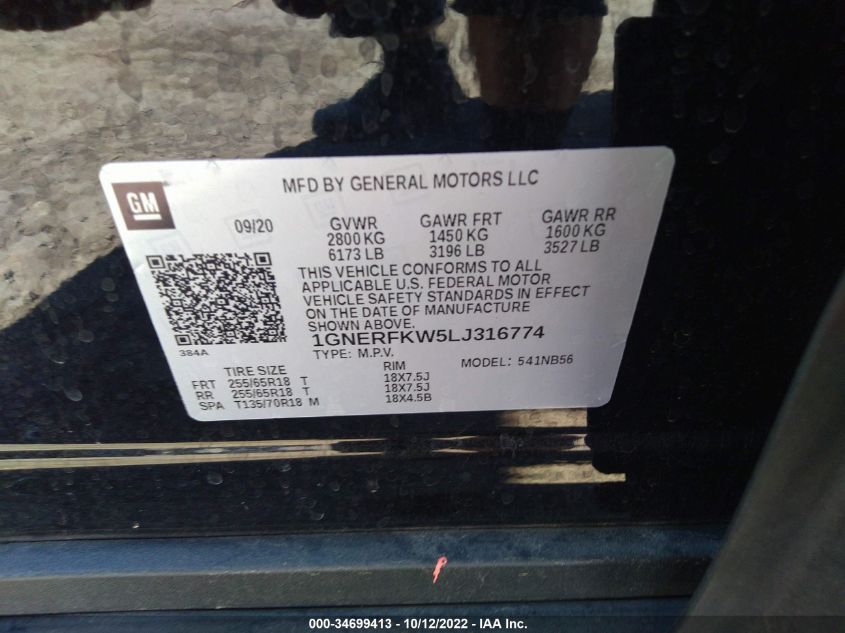 MFD BY GENERAL MOTORS LLC
GM
09/20
GVWR GAWR FRT GAWR RR
2800 KG 1450 KG 1600 KG
6173 LB 3196 LB 3527 LB
THIS VEHICLE CONFORMS TO ALL
APPLICABLE U.S. FEDERAL MOTOR
VEHICLE SAFETY STANDARDS IN EFFECT
ON THE DATE OF MANUFACTURE
SHOWN ABOVE.
384A
1GNERFKW5LJ316774
TYPE: M.P.V. MODEL: 541NB56
TIRE SIZE RIM
FRT 255/65R18 T 18X7.5J
RR 255/65R18 T 18X7.5J
SPA T135/70R18 M 18X4.5B
000-34699413 - 10/12/2022 - IAA Inc.